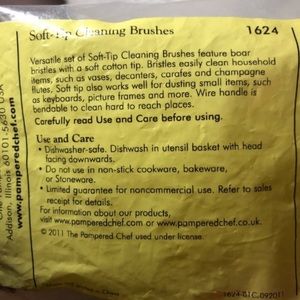 Soft-Tip Cleaning Brushes 1624
Versatile set of Soft-Tip Cleaning Brushes feature boar
bristles with a soft cotton tip. Bristles easily clean household
items, such as vases, decanters, carafes and champagne
flutes. Soft tip also works well for dusting small items, such
as keyboards, picture frames and more. Wire handle is
bendable to clean hard to reach places.
Carefully read Use and Care before using.
Use and Care
• Dishwasher-safe. Dishwash in utensil basket with head
facing downwards.
• Do not use in non-stick cookware, bakeware,
or Stoneware.
• Limited guarantee for noncommercial use. Refer to sales
receipt for details.
For information about our products,
visit www.pamperedchef.com or www.pamperedchef.co.uk.
© 2011 The Pampered Chef used under license.
Addison, Illinois 60101-5630 USA
www.pamperedchef.com